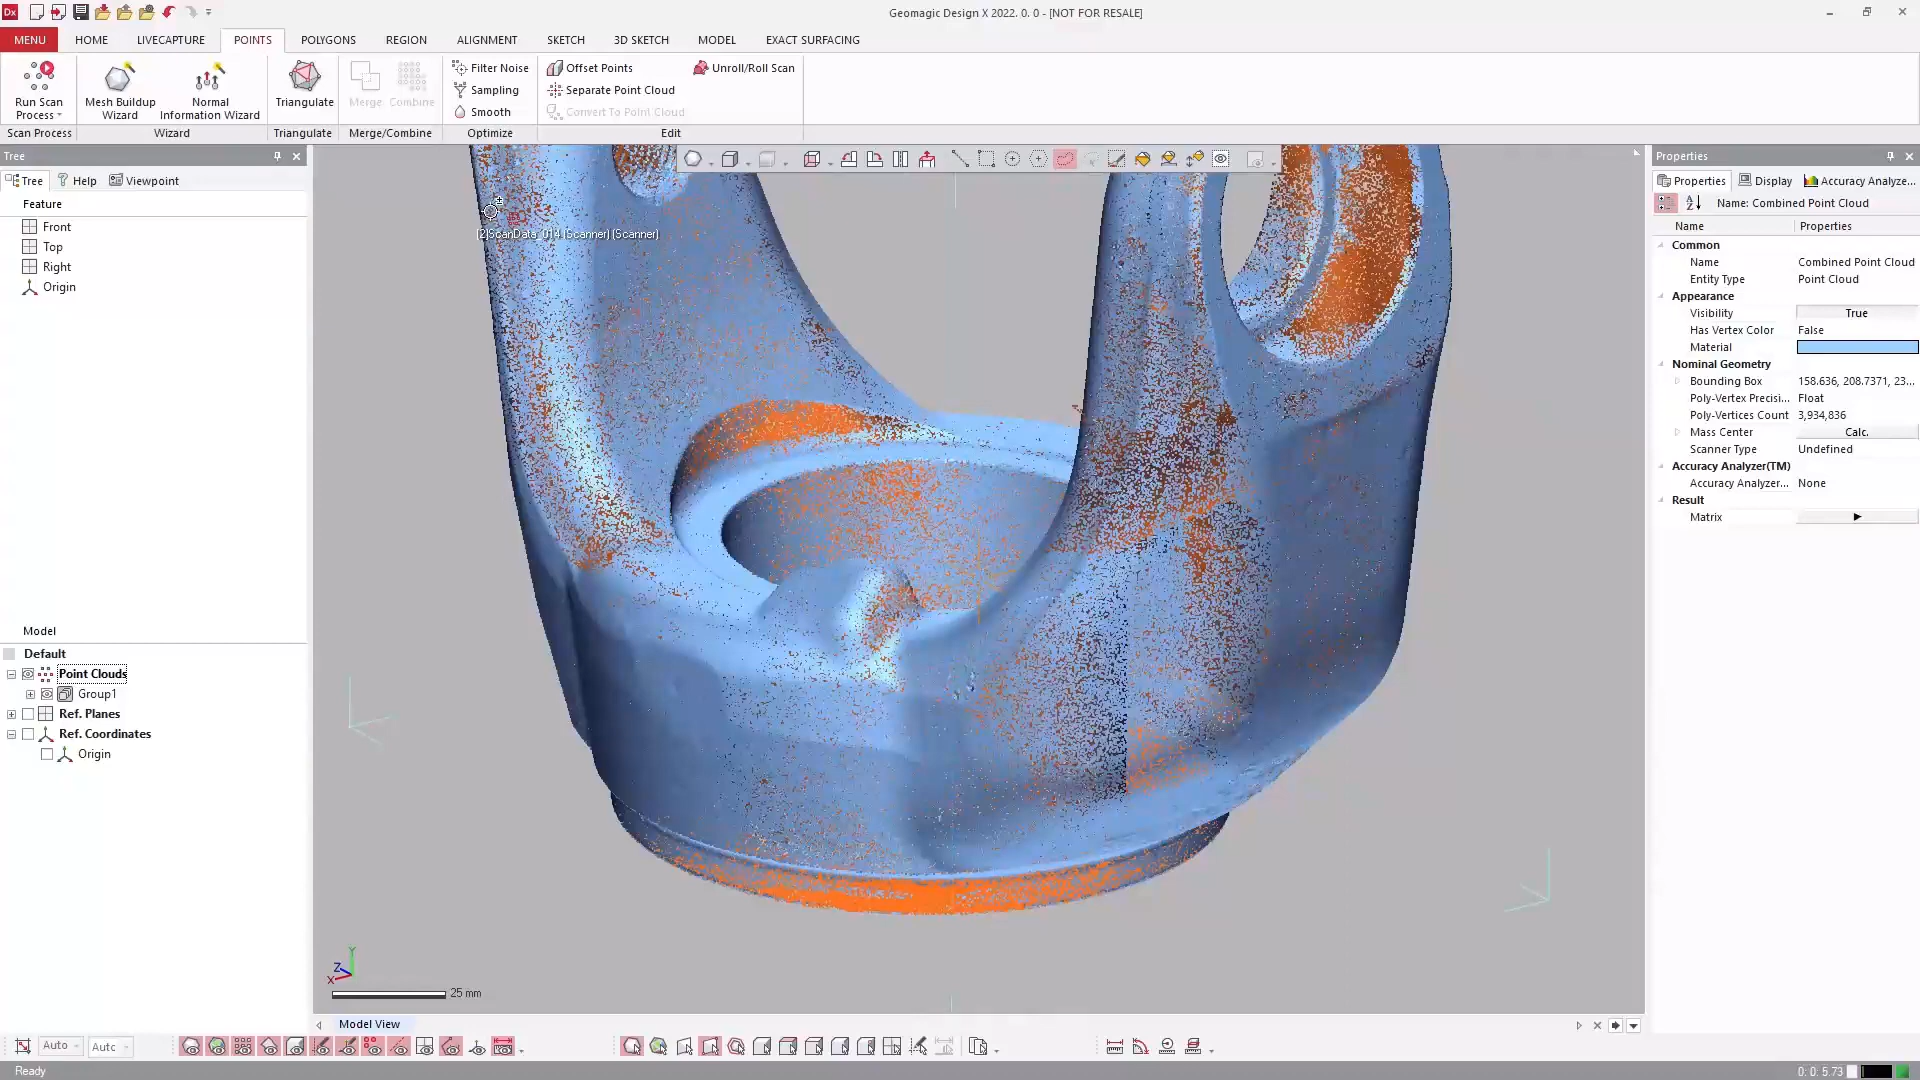 Dx
Geomagic Design X 2022. 0. 0 - [NOT FOR RESALE]
MENU HOME LIVECAPTURE POINTS POLYGONS REGION ALIGNMENT SKETCH 3D SKETCH MODEL EXACT SURFACING
Run Scan
Process
Mesh Buildup
Wizard
Normal
Information Wizard
Triangulate
Merge Combine
Filter Noise
Sampling
Smooth
Offset Points
Separate Point Cloud
Convert To Point Cloud
Unroll/Roll Scan
Scan Process Wizard Triangulate Merge/Combine Optimize Edit
Tree
Tree Help Viewpoint
Feature
Front
Top
Right
Origin
Model
Default
Point Clouds
Group1
Ref. Planes
Ref. Coordinates
Origin
[2]ScanData_014 (Scanner) (Scanner)
Y
Z
X
25 mm
Model View
Properties
Properties Display Accuracy Analyze...
Name: Combined Point Cloud
Name Properties
Common
Name Combined Point Cloud
Entity Type Point Cloud
Appearance
Visibility True
Has Vertex Color False
Material
Nominal Geometry
Bounding Box 158.636, 208.7371, 23...
Poly-Vertex Precisi... Float
Poly-Vertices Count 3,934,836
Mass Center Calc.
Scanner Type Undefined
Accuracy Analyzer(TM)
Accuracy Analyzer... None
Result
Matrix
Auto Autc
Ready
0: 0: 5.73